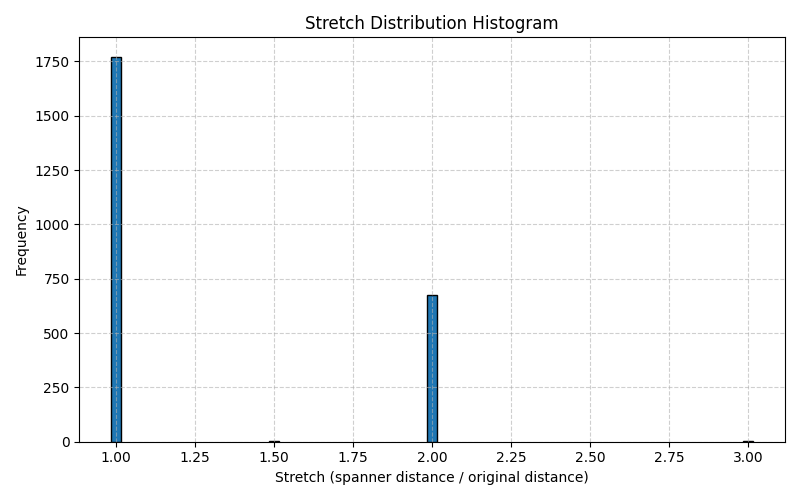 Stretch Distribution Histogram
Frequency
1750
1500
1250
1000
750
500
250
0
1.00 1.25 1.50 1.75 2.00 2.25 2.50 2.75 3.00
Stretch (spanner distance / original distance)